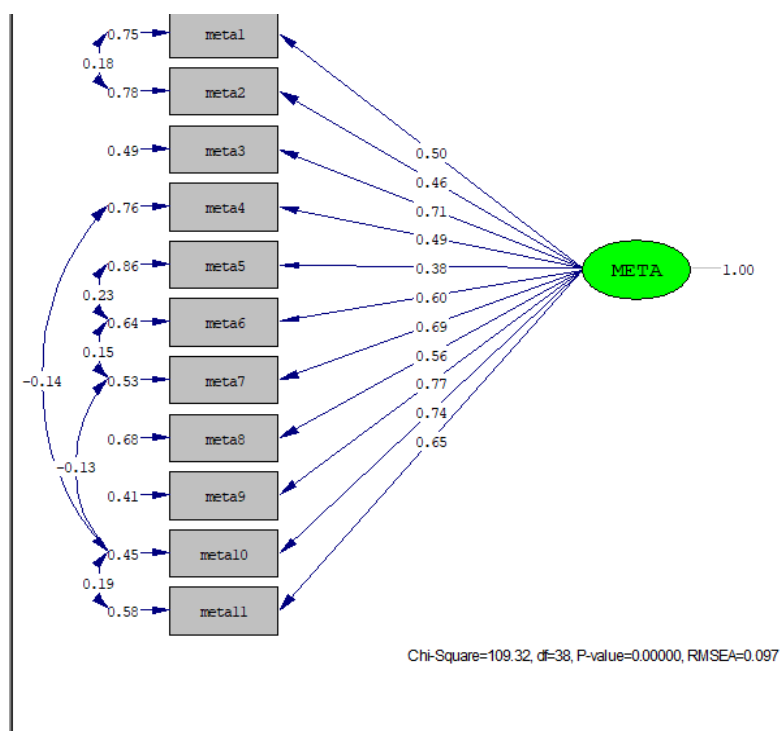 0.75 meta1
0.18
0.78 meta2
0.50
0.49 meta3
0.46
0.71
0.76 meta4
0.49
0.86 meta5
0.38
META 1.00
0.23
0.60
0.64 meta6
0.69
0.15
0.56
-0.14
0.53 meta7
0.77
0.74
0.68 meta8
0.65
-0.13
0.41 meta9
0.45 meta10
0.19
0.58 meta11
Chi-Square=109.32, df=38, P-value=0.00000, RMSEA=0.097